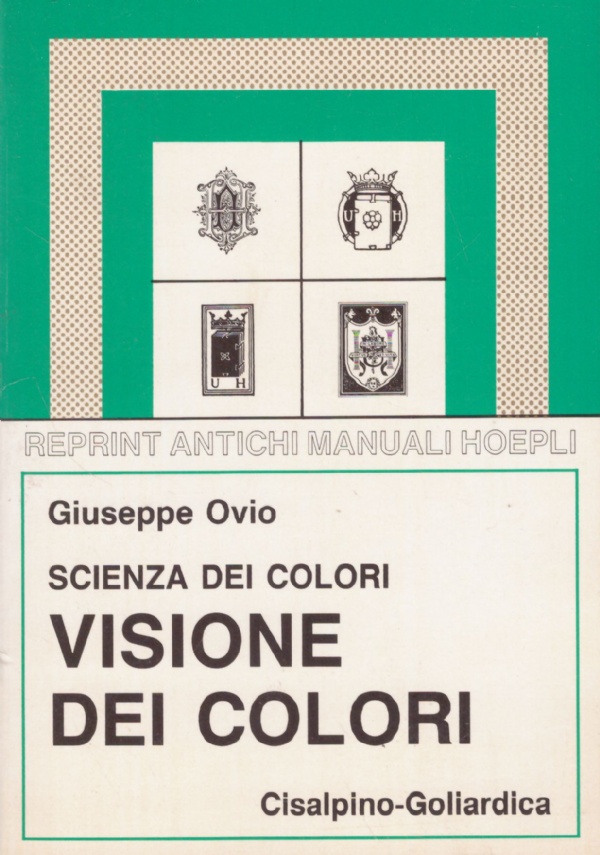 U H
U H
REPRINT ANTICHI MANUALI HOEPLI
Giuseppe Ovio
SCIENZA DEI COLORI
VISIONE
DEI COLORI
Cisalpino-Goliardica